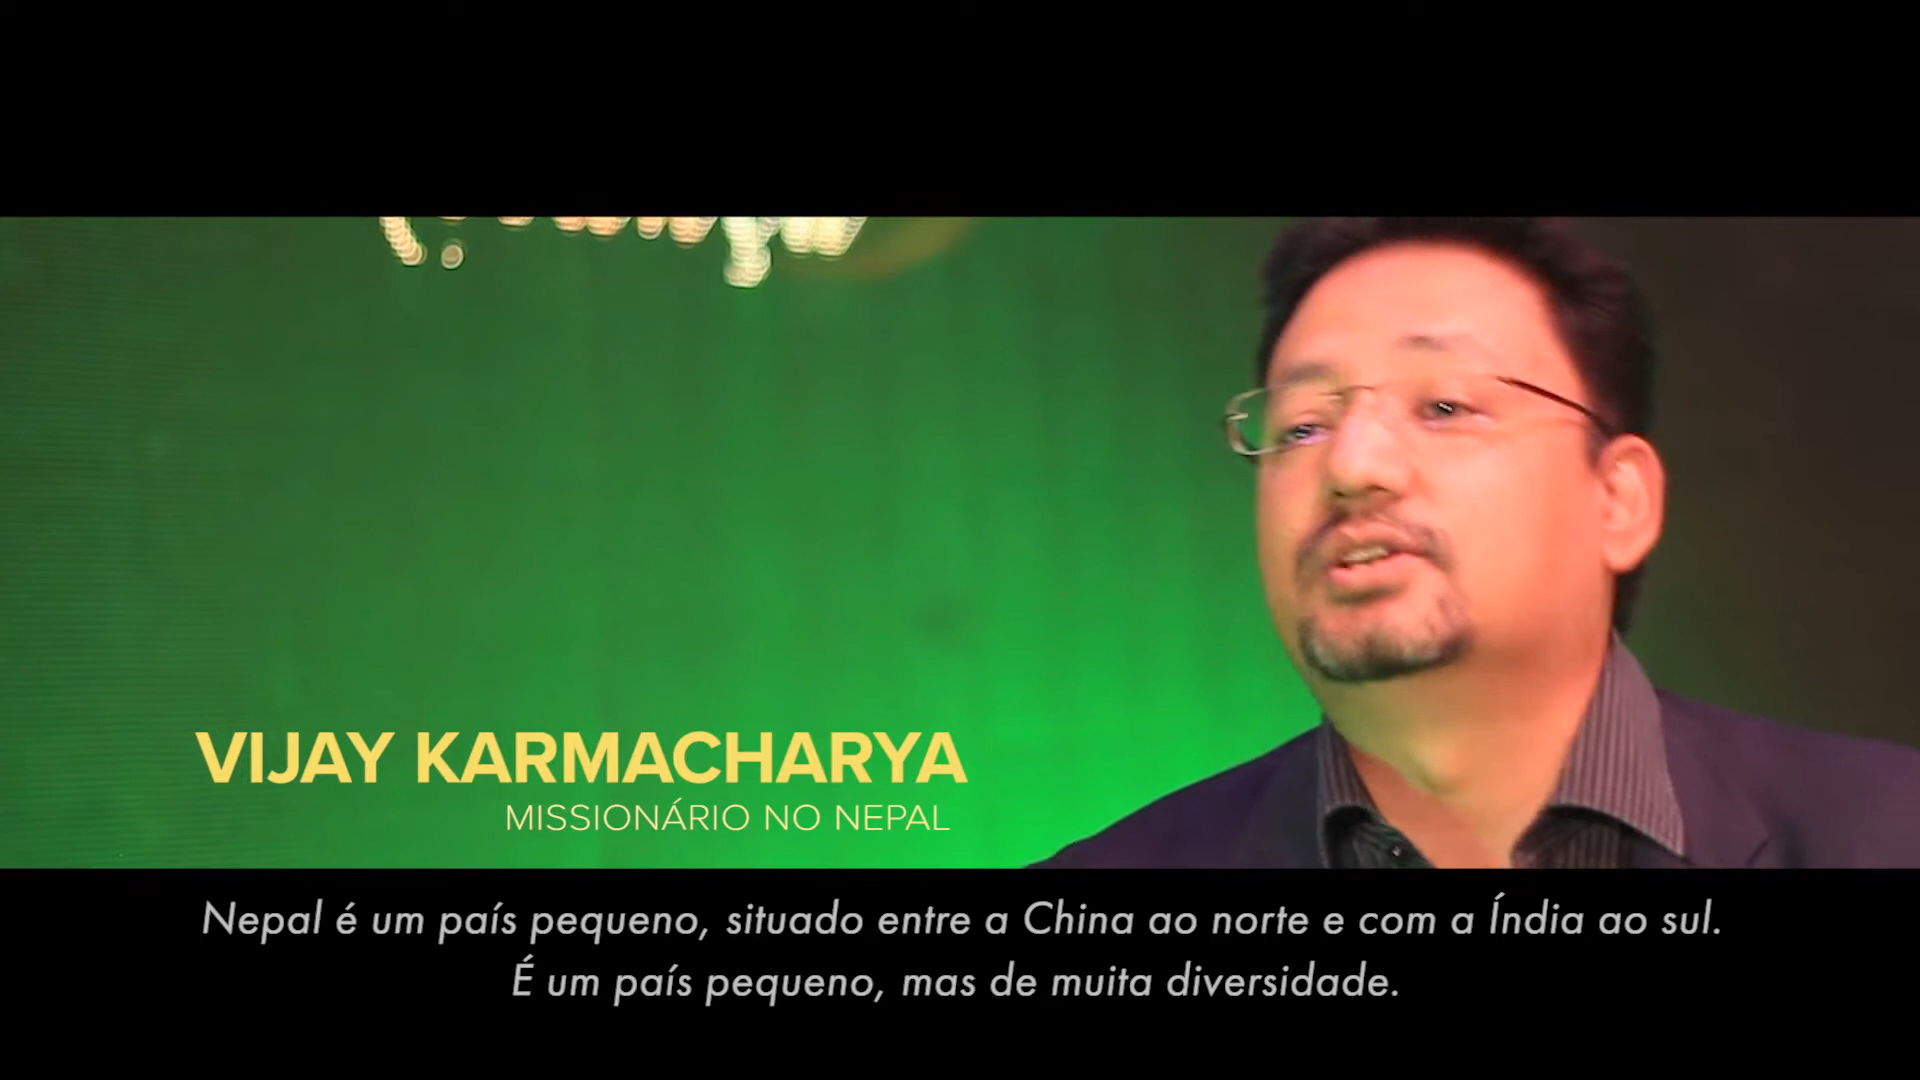 VIJAY KARMACHARYA
MISSIONÁRIO NO NEPAL
Nepal é um país pequeno, situado entre a China ao norte e com a Índia ao sul.
É um país pequeno, mas de muita diversidade.